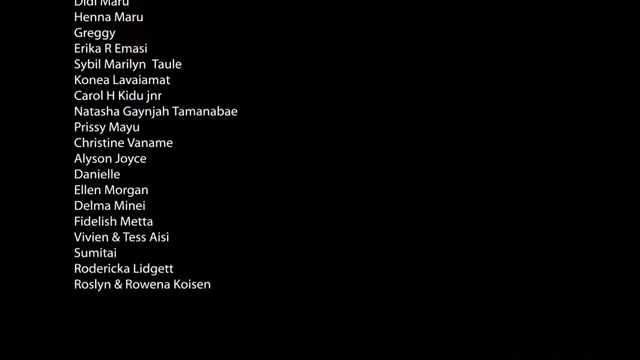 Didi Maru
Henna Maru
Greggy
Erika R Emasi
Sybil Marilyn  Taule
Konea Lavaiamat
Carol H Kidu jnr
Natasha Gaynjah Tamanabae
Prissy Mayu
Christine Vaname
Alyson Joyce
Danielle
Ellen Morgan
Delma Minei
Fidelish Metta
Vivien & Tess Aisi
Sumitai
Rodericka Lidgett
Roslyn & Rowena Koisen